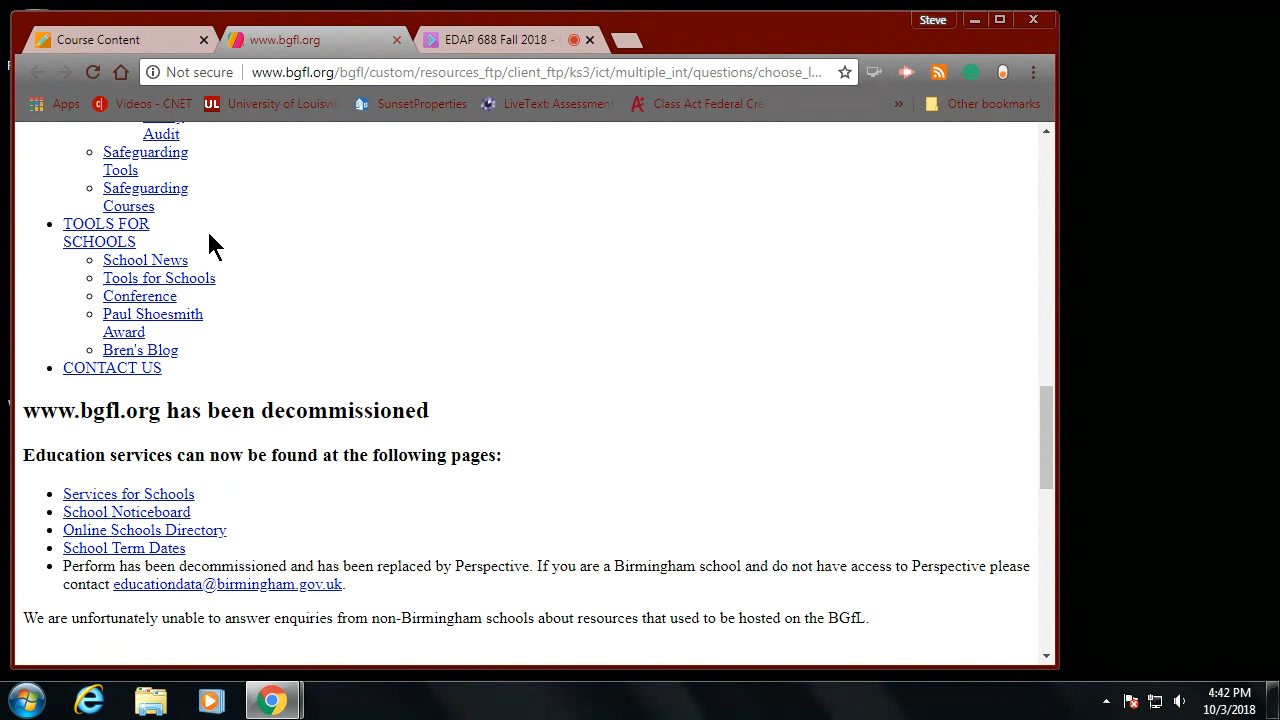 Steve
Course Content
www.bgfl.org
EDAP 688 Fall 2018 -
Not secure
www.bgfl.org/bgfl/custom/resources_ftp/client_ftp/ks3/ict/multiple_int/questions/choose_l...
Apps
Videos - CNET
UL University of Louisvil
SunsetProperties
LiveText: Assessment
Class Act Federal Cre
»
Other bookmarks
Audit
Safeguarding
Tools
Safeguarding
Courses
TOOLS FOR
SCHOOLS
School News
Tools for Schools
Conference
Paul Shoesmith
Award
Bren's Blog
CONTACT US
www.bgfl.org has been decommissioned
Education services can now be found at the following pages:
Services for Schools
School Noticeboard
Online Schools Directory
School Term Dates
Perform has been decommissioned and has been replaced by Perspective. If you are a Birmingham school and do not have access to Perspective please
contact educationdata@birmingham.gov.uk.
We are unfortunately unable to answer enquiries from non-Birmingham schools about resources that used to be hosted on the BGfL.
4:42 PM
10/3/2018